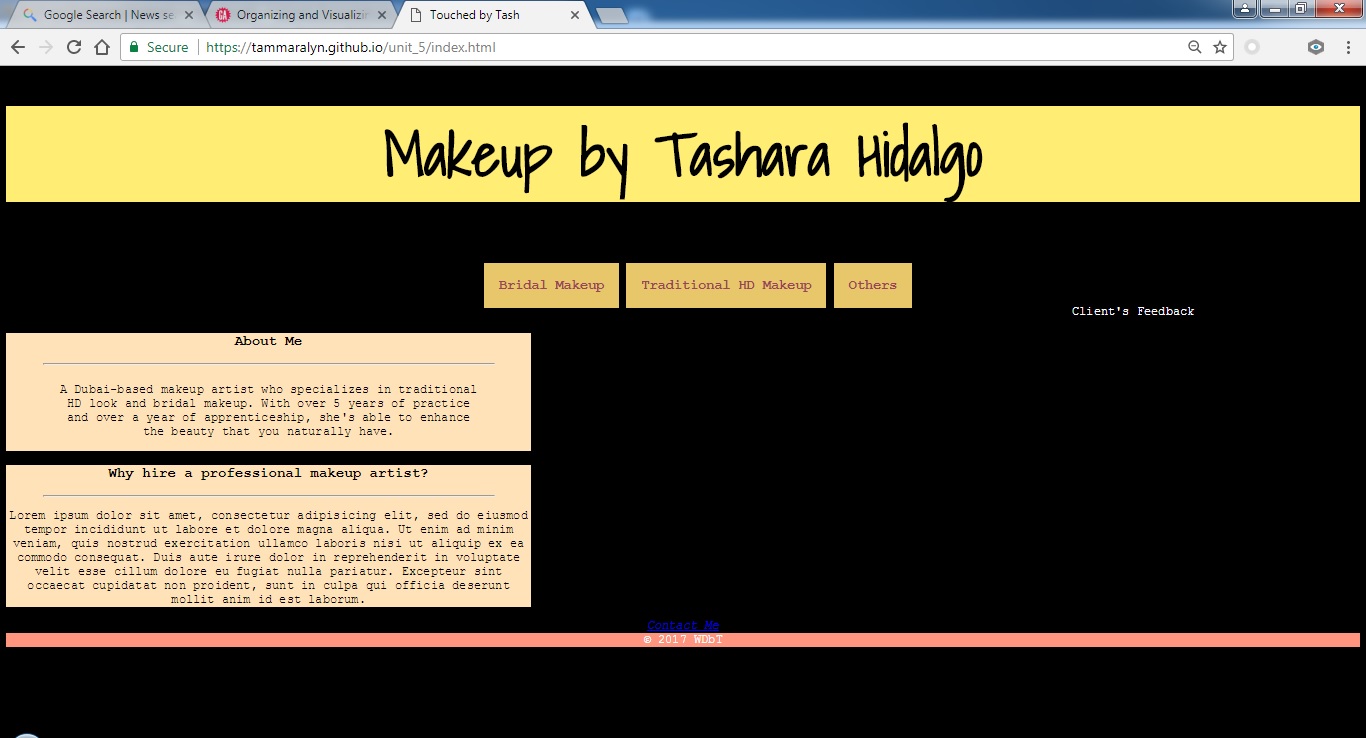 Google Search | News se
Organizing and Visualizin
Touched by Tash
Secure
https://tammaralyn.github.io/unit_5/index.html
Makeup by Tashara Hidalgo
Bridal Makeup
Traditional HD Makeup
Others
Client's Feedback
About Me
A Dubai-based makeup artist who specializes in traditional
HD look and bridal makeup. With over 5 years of practice
and over a year of apprenticeship, she's able to enhance
the beauty that you naturally have.
Why hire a professional makeup artist?
Lorem ipsum dolor sit amet, consectetur adipisicing elit, sed do eiusmod
tempor incididunt ut labore et dolore magna aliqua. Ut enim ad minim
veniam, quis nostrud exercitation ullamco laboris nisi ut aliquip ex ea
commodo consequat. Duis aute irure dolor in reprehenderit in voluptate
velit esse cillum dolore eu fugiat nulla pariatur. Excepteur sint
occaecat cupidatat non proident, sunt in culpa qui officia deserunt
mollit anim id est laborum.
Contact Me
© 2017 WDbT